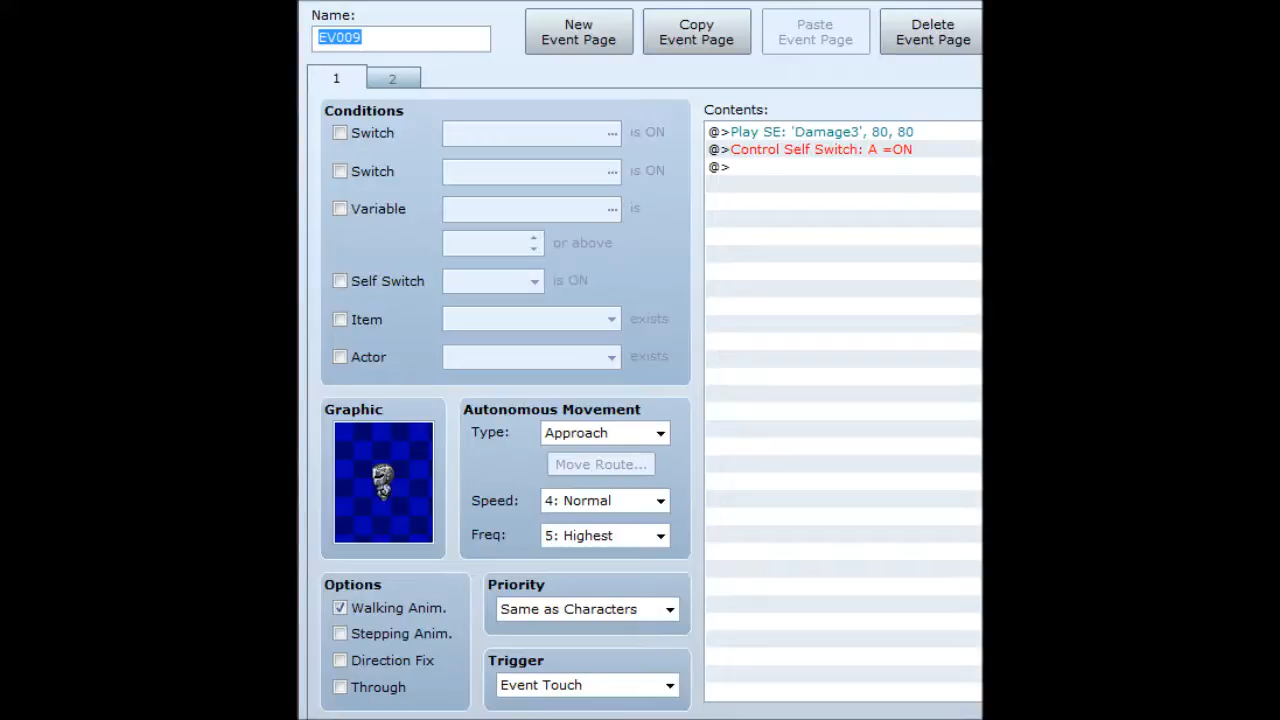 Name:
EV009
New
Event Page
Copy
Event Page
Paste
Event Page
Delete
Event Page
1
2
Conditions
Switch ... is ON
Switch ... is ON
Variable ... is
or above
Self Switch is ON
Item exists
Actor exists
Graphic
Autonomous Movement
Type: Approach
Move Route...
Speed: 4: Normal
Freq: 5: Highest
Options
Walking Anim.
Stepping Anim.
Direction Fix
Through
Priority
Same as Characters
Trigger
Event Touch
Contents:
@>Play SE: 'Damage3', 80, 80
@>Control Self Switch: A =ON
@>